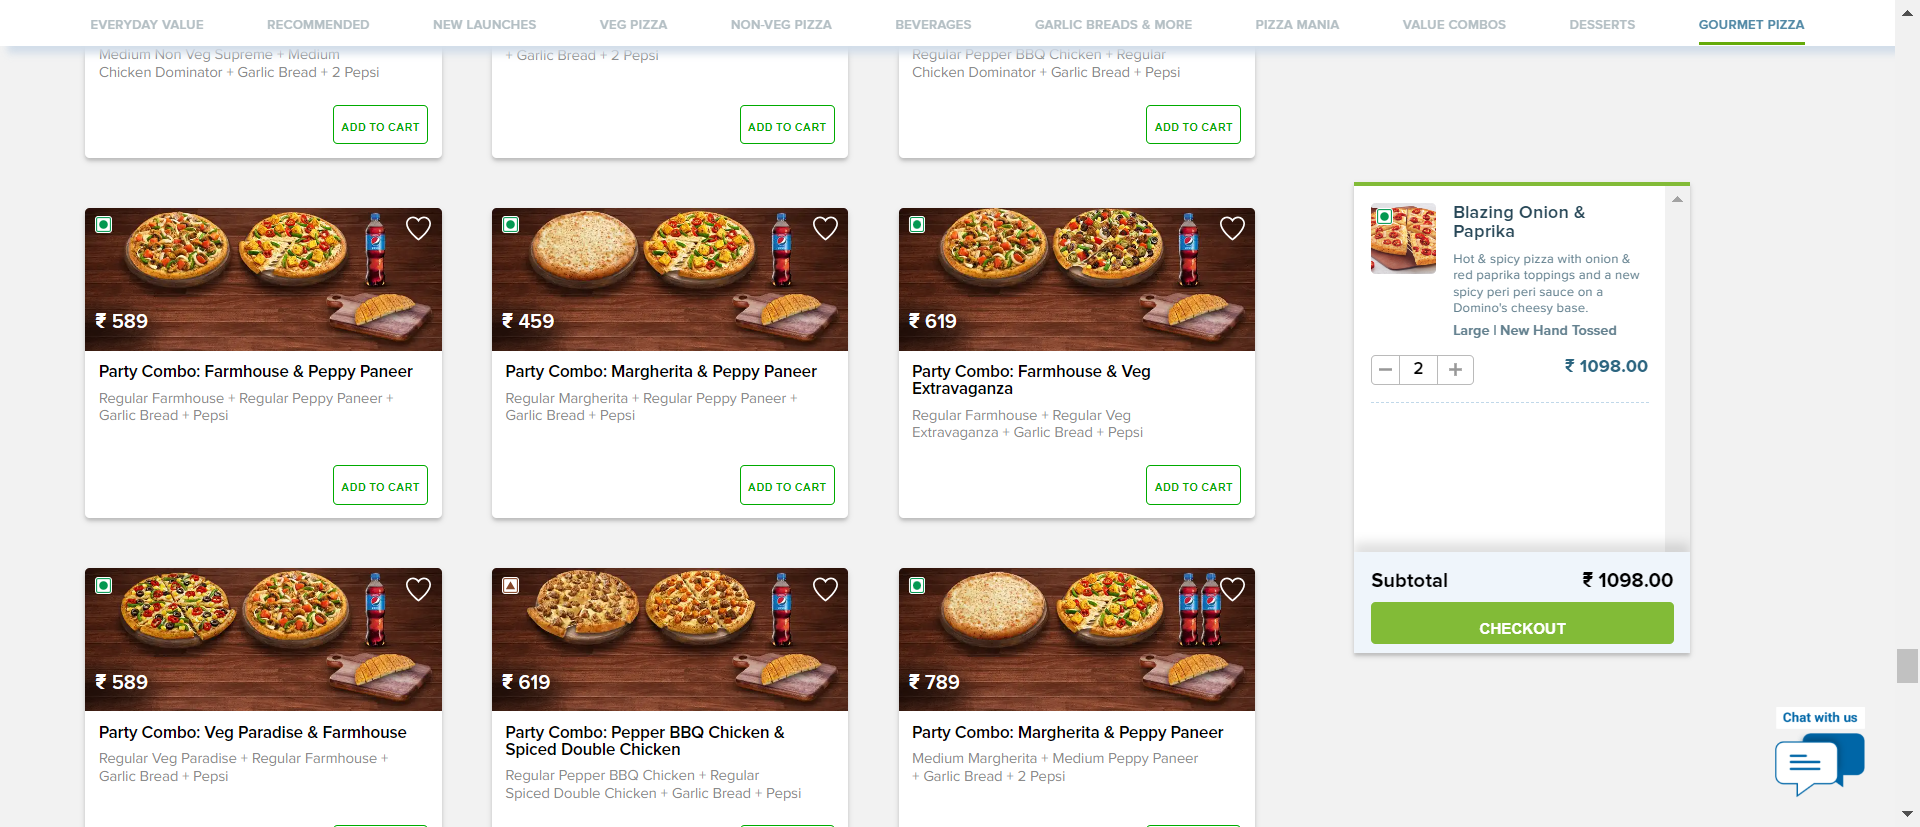 EVERYDAY VALUE
RECOMMENDED
NEW LAUNCHES
VEG PIZZA
NON-VEG PIZZA
BEVERAGES
GARLIC BREADS & MORE
PIZZA MANIA
VALUE COMBOS
DESSERTS
GOURMET PIZZA
Medium Non Veg Supreme + Medium
Chicken Dominator + Garlic Bread + 2 Pepsi
ADD TO CART
+ Garlic Bread + 2 Pepsi
ADD TO CART
Regular Pepper BBQ Chicken + Regular
Chicken Dominator + Garlic Bread + Pepsi
ADD TO CART
₹ 589
Party Combo: Farmhouse & Peppy Paneer
Regular Farmhouse + Regular Peppy Paneer +
Garlic Bread + Pepsi
ADD TO CART
₹ 459
Party Combo: Margherita & Peppy Paneer
Regular Margherita + Regular Peppy Paneer +
Garlic Bread + Pepsi
ADD TO CART
₹ 619
Party Combo: Farmhouse & Veg
Extravaganza
Regular Farmhouse + Regular Veg
Extravaganza + Garlic Bread + Pepsi
ADD TO CART
₹ 589
Party Combo: Veg Paradise & Farmhouse
Regular Veg Paradise + Regular Farmhouse +
Garlic Bread + Pepsi
₹ 619
Party Combo: Pepper BBQ Chicken &
Spiced Double Chicken
Regular Pepper BBQ Chicken + Regular
Spiced Double Chicken + Garlic Bread + Pepsi
₹ 789
Party Combo: Margherita & Peppy Paneer
Medium Margherita + Medium Peppy Paneer
+ Garlic Bread + 2 Pepsi
Blazing Onion &
Paprika
Hot & spicy pizza with onion &
red paprika toppings and a new
spicy peri peri sauce on a
Domino's cheesy base.
Large | New Hand Tossed
2
₹ 1098.00
Subtotal
₹ 1098.00
CHECKOUT
Chat with us